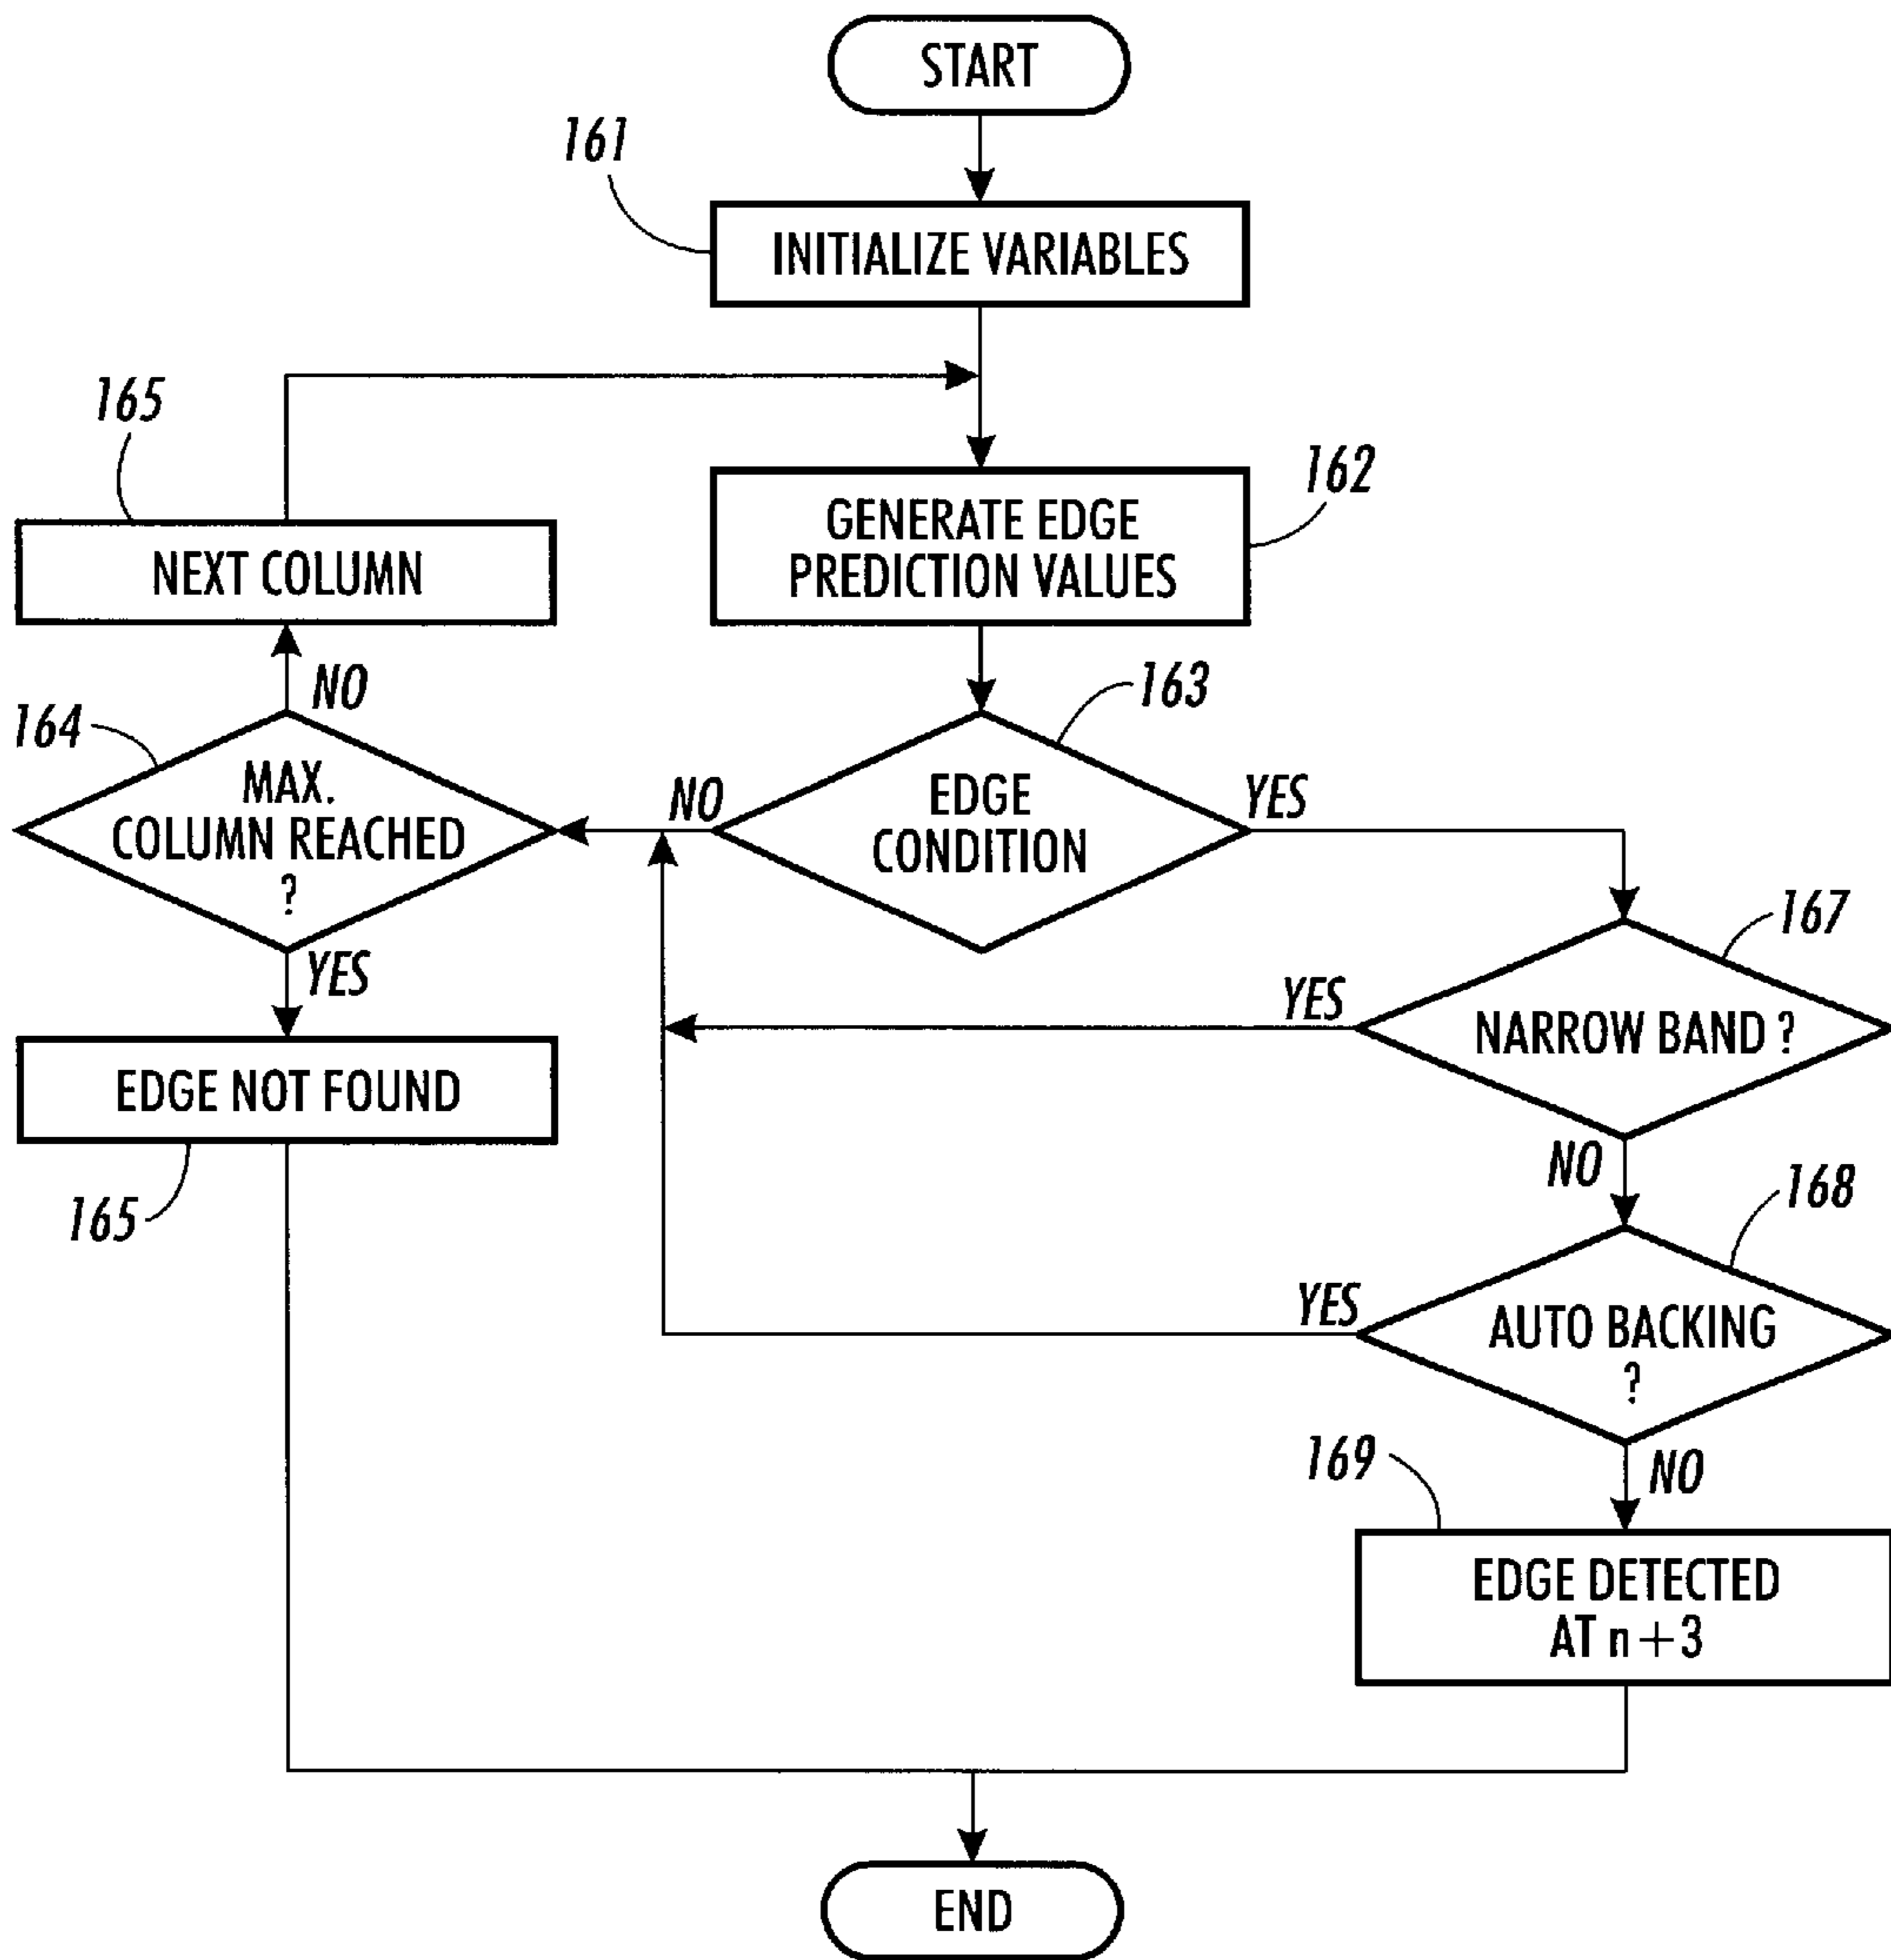 START
161
INITIALIZE VARIABLES
165
NEXT COLUMN
162
GENERATE EDGE
PREDICTION VALUES
NO
164
MAX.
COLUMN REACHED
?
NO
163
EDGE
CONDITION
YES
YES
EDGE NOT FOUND
165
167
YES
NARROW BAND ?
NO
168
YES
AUTO BACKING
?
169
NO
EDGE DETECTED
AT n+3
END